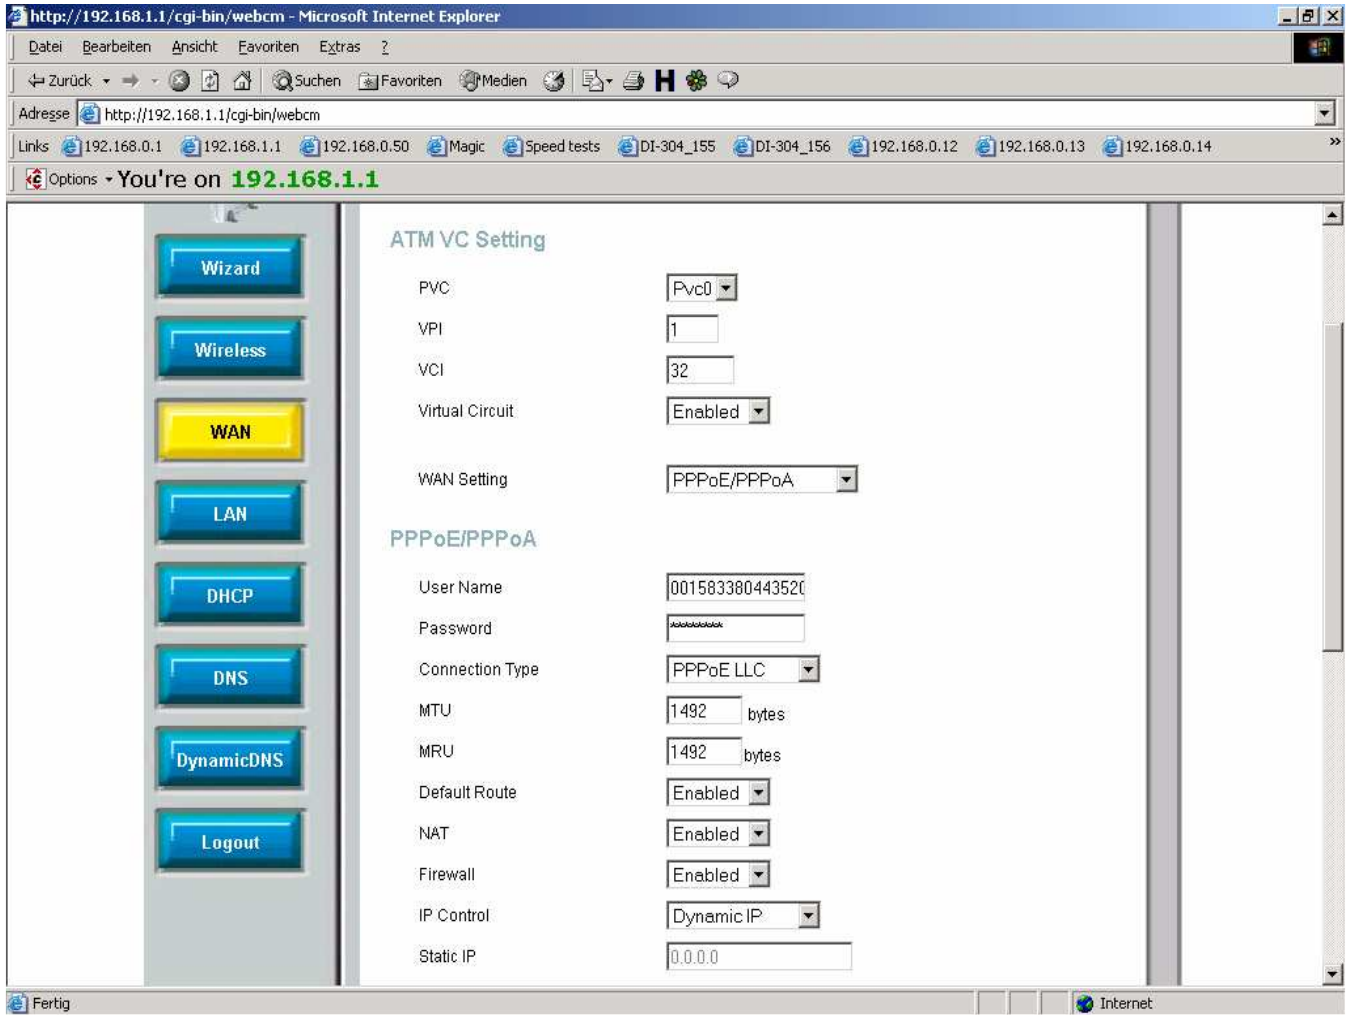 http://192.168.1.1/cgi-bin/webcm - Microsoft Internet Explorer
Datei Bearbeiten Ansicht Favoriten Extras ?
Zurück Suchen Favoriten Medien
Adresse http://192.168.1.1/cgi-bin/webcm
Links 192.168.0.1 192.168.1.1 192.168.0.50 Magic Speed tests DI-304_155 DI-304_156 192.168.0.12 192.168.0.13 192.168.0.14 »
Options You're on 192.168.1.1
Wizard
Wireless
WAN
LAN
DHCP
DNS
DynamicDNS
Logout
ATM VC Setting
PVC Pvc0
VPI 1
VCI 32
Virtual Circuit Enabled
WAN Setting PPPoE/PPPoA
PPPoE/PPPoA
User Name 001583380443520
Password *********
Connection Type PPPoE LLC
MTU 1492 bytes
MRU 1492 bytes
Default Route Enabled
NAT Enabled
Firewall Enabled
IP Control Dynamic IP
Static IP 0.0.0.0
Fertig Internet